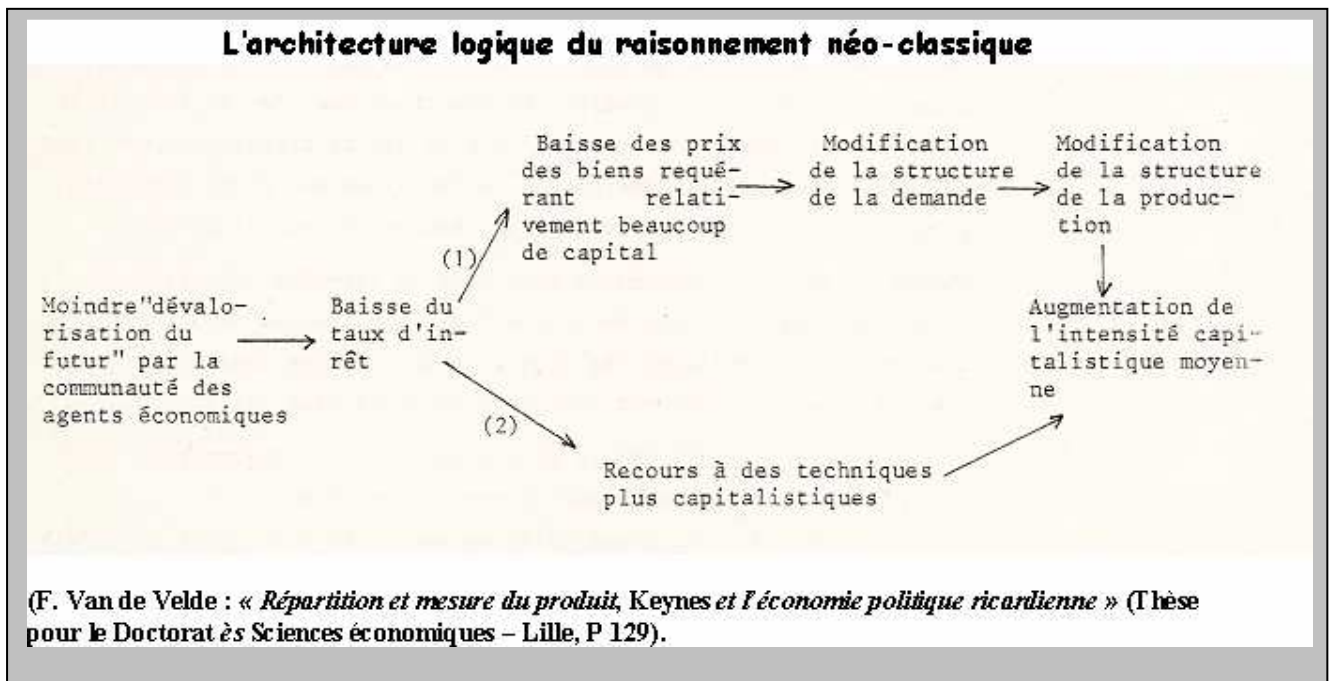 L'architecture logique du raisonnement néo-classique
Baisse des prix
des biens requé-
rant relati-
vement beaucoup
de capital
Modification
de la structure
de la demande
Modification
de la structure
de la produc-
tion
(1)
Moindre"dévalo-
risation du
futur" par la
communauté des
agents économiques
Baisse du
taux d'in-
rêt
Augmentation de
l'intensité capi-
talistique moyen-
ne
(2)
Recours à des techniques
plus capitalistiques
(F. Van de Velde : « Répartition et mesure du produit, Keynes et l'économie politique ricardienne » (Thèse
pour le Doctorat ès Sciences économiques – Lille, P 129).